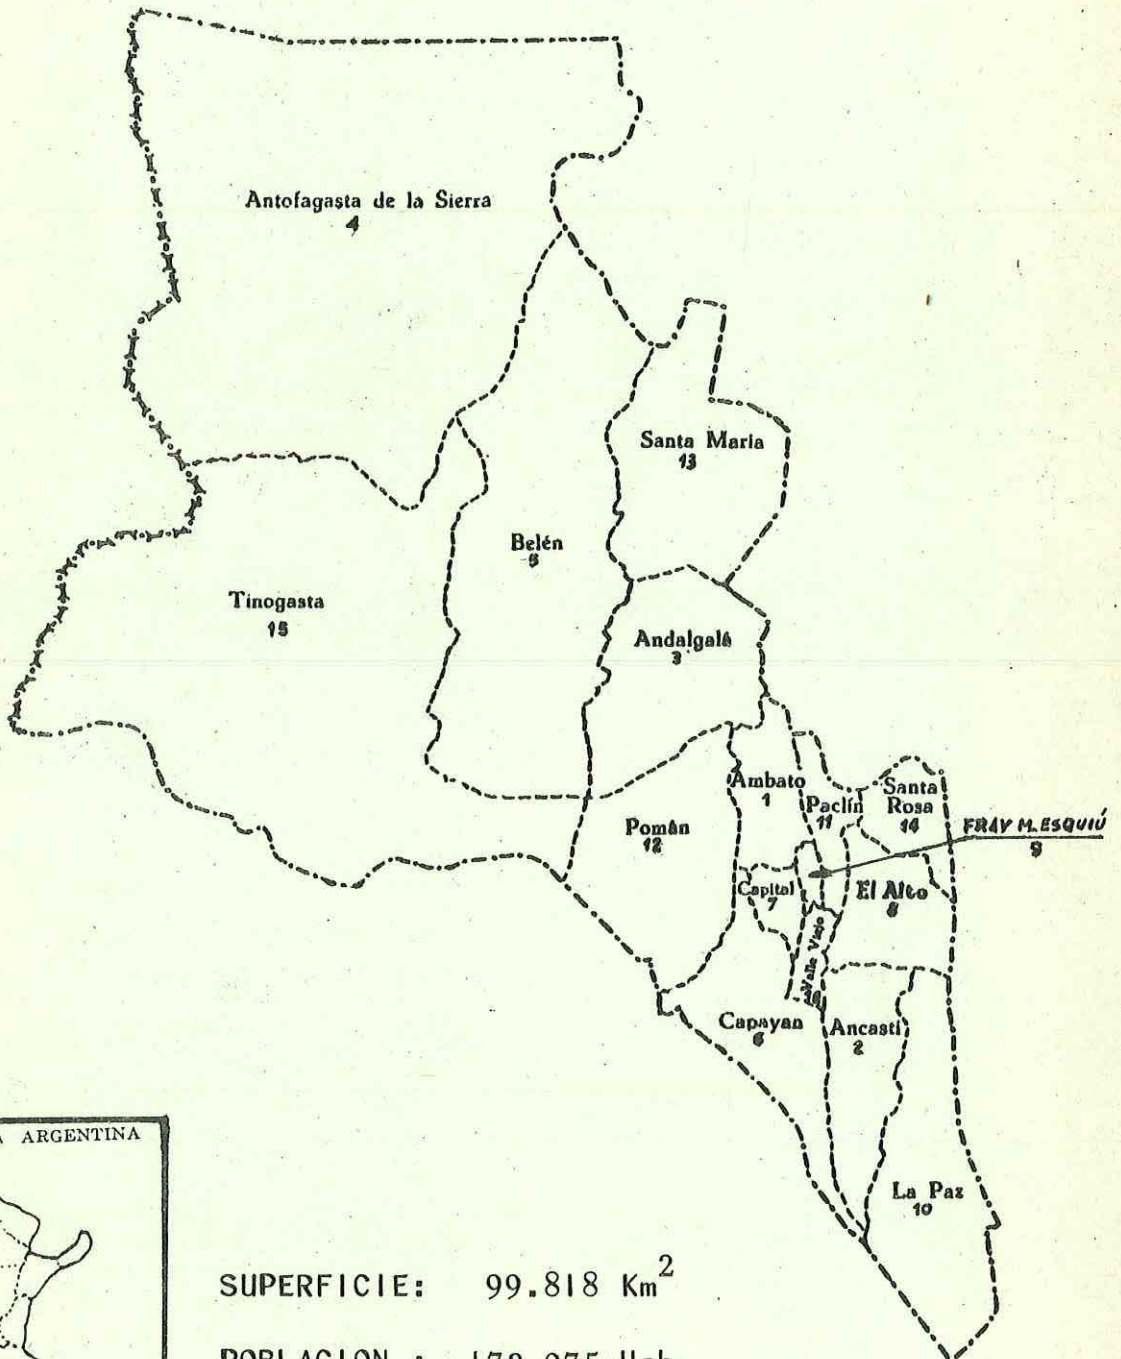 Antofagasta de la Sierra
4
Santa María
13
Belén
5
Tinogasta
15
Andalgalá
3
Ambato
1
Paclín
11
Santa
Rosa
14
FRAY M. ESQUIÚ
9
Pomán
12
Capital
7
El Alto
8
Valle Viejo
Capayan
6
Ancasti
2
La Paz
10
ARGENTINA
SUPERFICIE: 99.818 Km²